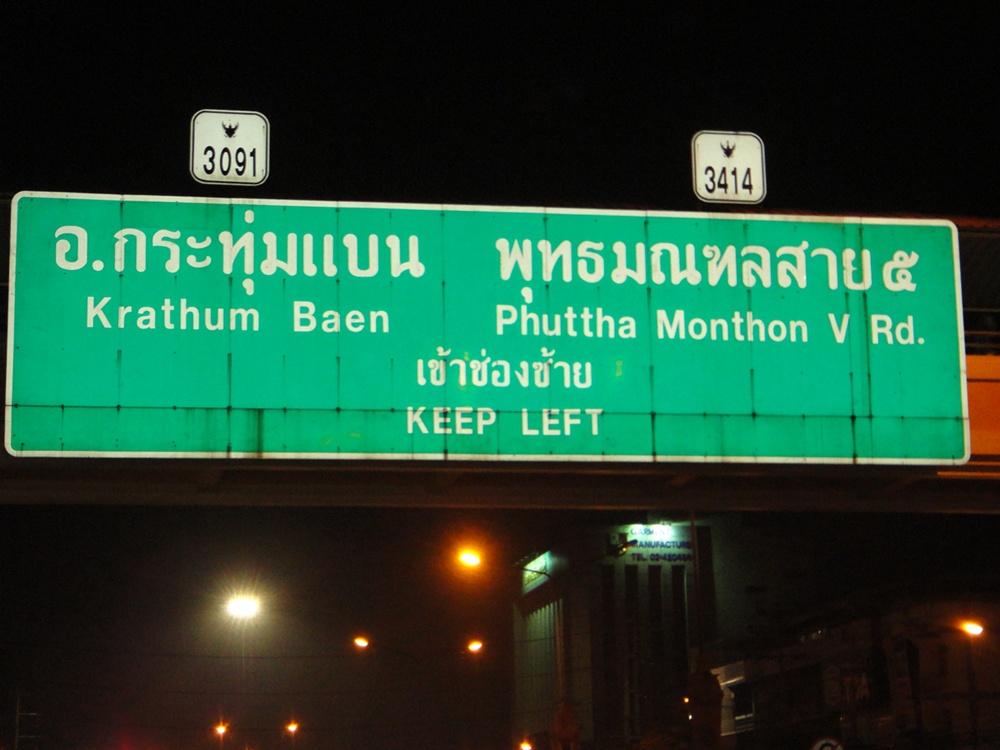 3091
3414
อ.กระทุ่มแบน
พุทธมณฑลสาย ๕
Krathum Baen
Phuttha Monthon V Rd.
เข้าช่องซ้าย
KEEP LEFT
MANUFACTURE
TEL.